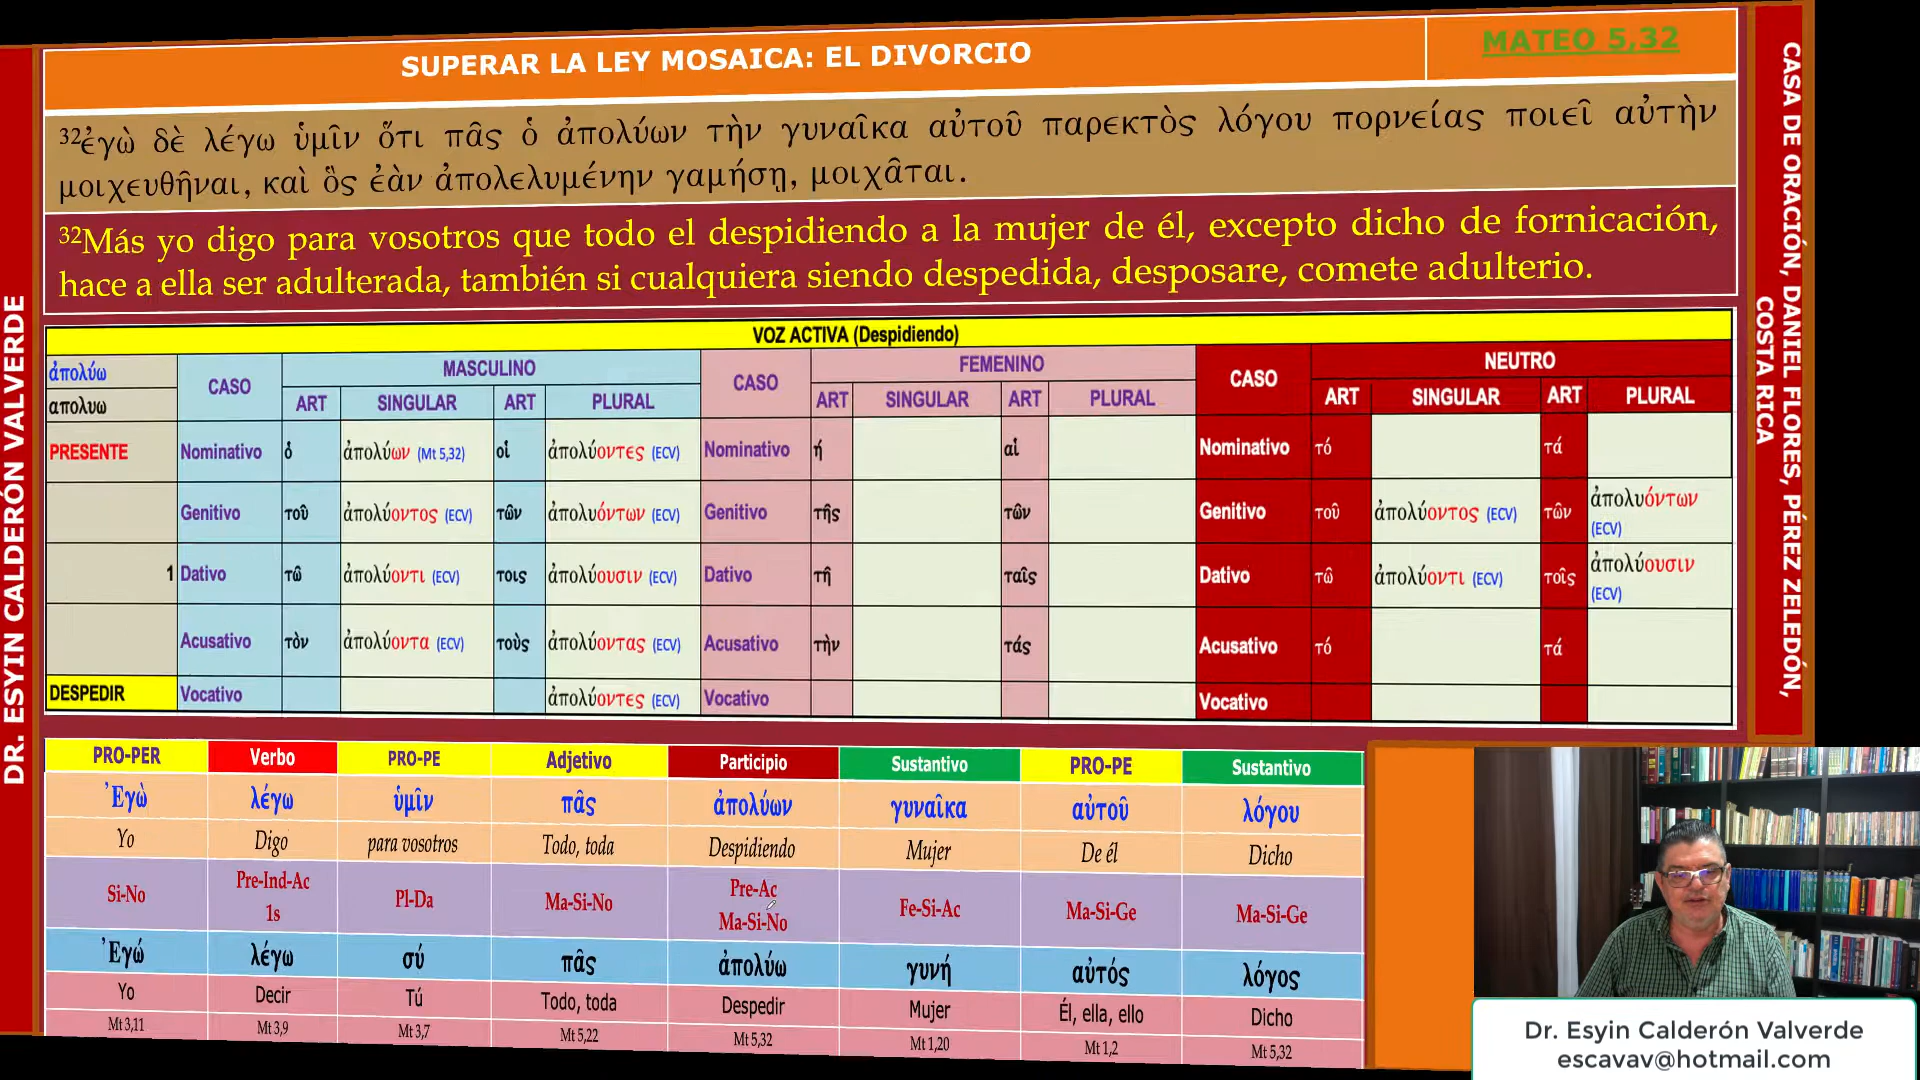 SUPERAR LA LEY MOSAICA: EL DIVORCIO
MATEO 5,32
³²ἐγὼ δὲ λέγω ὑμῖν ὅτι πᾶς ὁ ἀπολύων τὴν γυναῖκα αὐτοῦ παρεκτὸς λόγου πορνείας ποιεῖ αὐτὴν
μοιχευθῆναι, καὶ ὃς ἐὰν ἀπολελυμένην γαμήσῃ, μοιχᾶται.
³²Más yo digo para vosotros que todo el despidiendo a la mujer de él, excepto dicho de fornicación,
hace a ella ser adulterada, también si cualquiera siendo despedida, desposare, comete adulterio.
VOZ ACTIVA (Despidiendo)
ἀπολύω CASO MASCULINO CASO FEMENINO CASO NEUTRO
απολυω ART SINGULAR ART PLURAL ART SINGULAR ART PLURAL ART SINGULAR ART PLURAL
PRESENTE Nominativo ὁ ἀπολύων (Mt 5,32) οἱ ἀπολύοντες (ECV) Nominativo ἡ αἱ Nominativo τό τά
Genitivo τοῦ ἀπολύοντος (ECV) τῶν ἀπολυόντων (ECV) Genitivo τῆς τῶν Genitivo τοῦ ἀπολύοντος (ECV) τῶν ἀπολυόντων (ECV)
1 Dativo τῶ ἀπολύοντι (ECV) τοις ἀπολύουσιν (ECV) Dativo τῆ ταῖς Dativo τῶ ἀπολύοντι (ECV) τοῖς ἀπολύουσιν (ECV)
Acusativo τὸν ἀπολύοντα (ECV) τοὺς ἀπολύοντας (ECV) Acusativo τὴν τάς Acusativo τό τά
DESPEDIR Vocativo ἀπολύοντες (ECV) Vocativo Vocativo
PRO-PER Verbo PRO-PE Adjetivo Participio Sustantivo PRO-PE Sustantivo
Ἐγὼ λέγω ὑμῖν πᾶς ἀπολύων γυναῖκα αὐτοῦ λόγου
Yo Digo para vosotros Todo, toda Despidiendo Mujer De él Dicho
Si-No Pre-Ind-Ac 1s Pl-Da Ma-Si-No Pre-Ac Ma-Si-No Fe-Si-Ac Ma-Si-Ge Ma-Si-Ge
Ἐγώ λέγω σύ πᾶς ἀπολύω γυνή αὐτός λόγος
Yo Decir Tú Todo, toda Despedir Mujer Él, ella, ello Dicho
Mt 3,11 Mt 3,9 Mt 3,7 Mt 5,22 Mt 5,32 Mt 1,20 Mt 1,2 Mt 5,32
DR. ESYIN CALDERÓN VALVERDE
CASA DE ORACIÓN, DANIEL FLORES, PÉREZ ZELEDÓN,
COSTA RICA
Dr. Esyin Calderón Valverde
escavav@hotmail.com